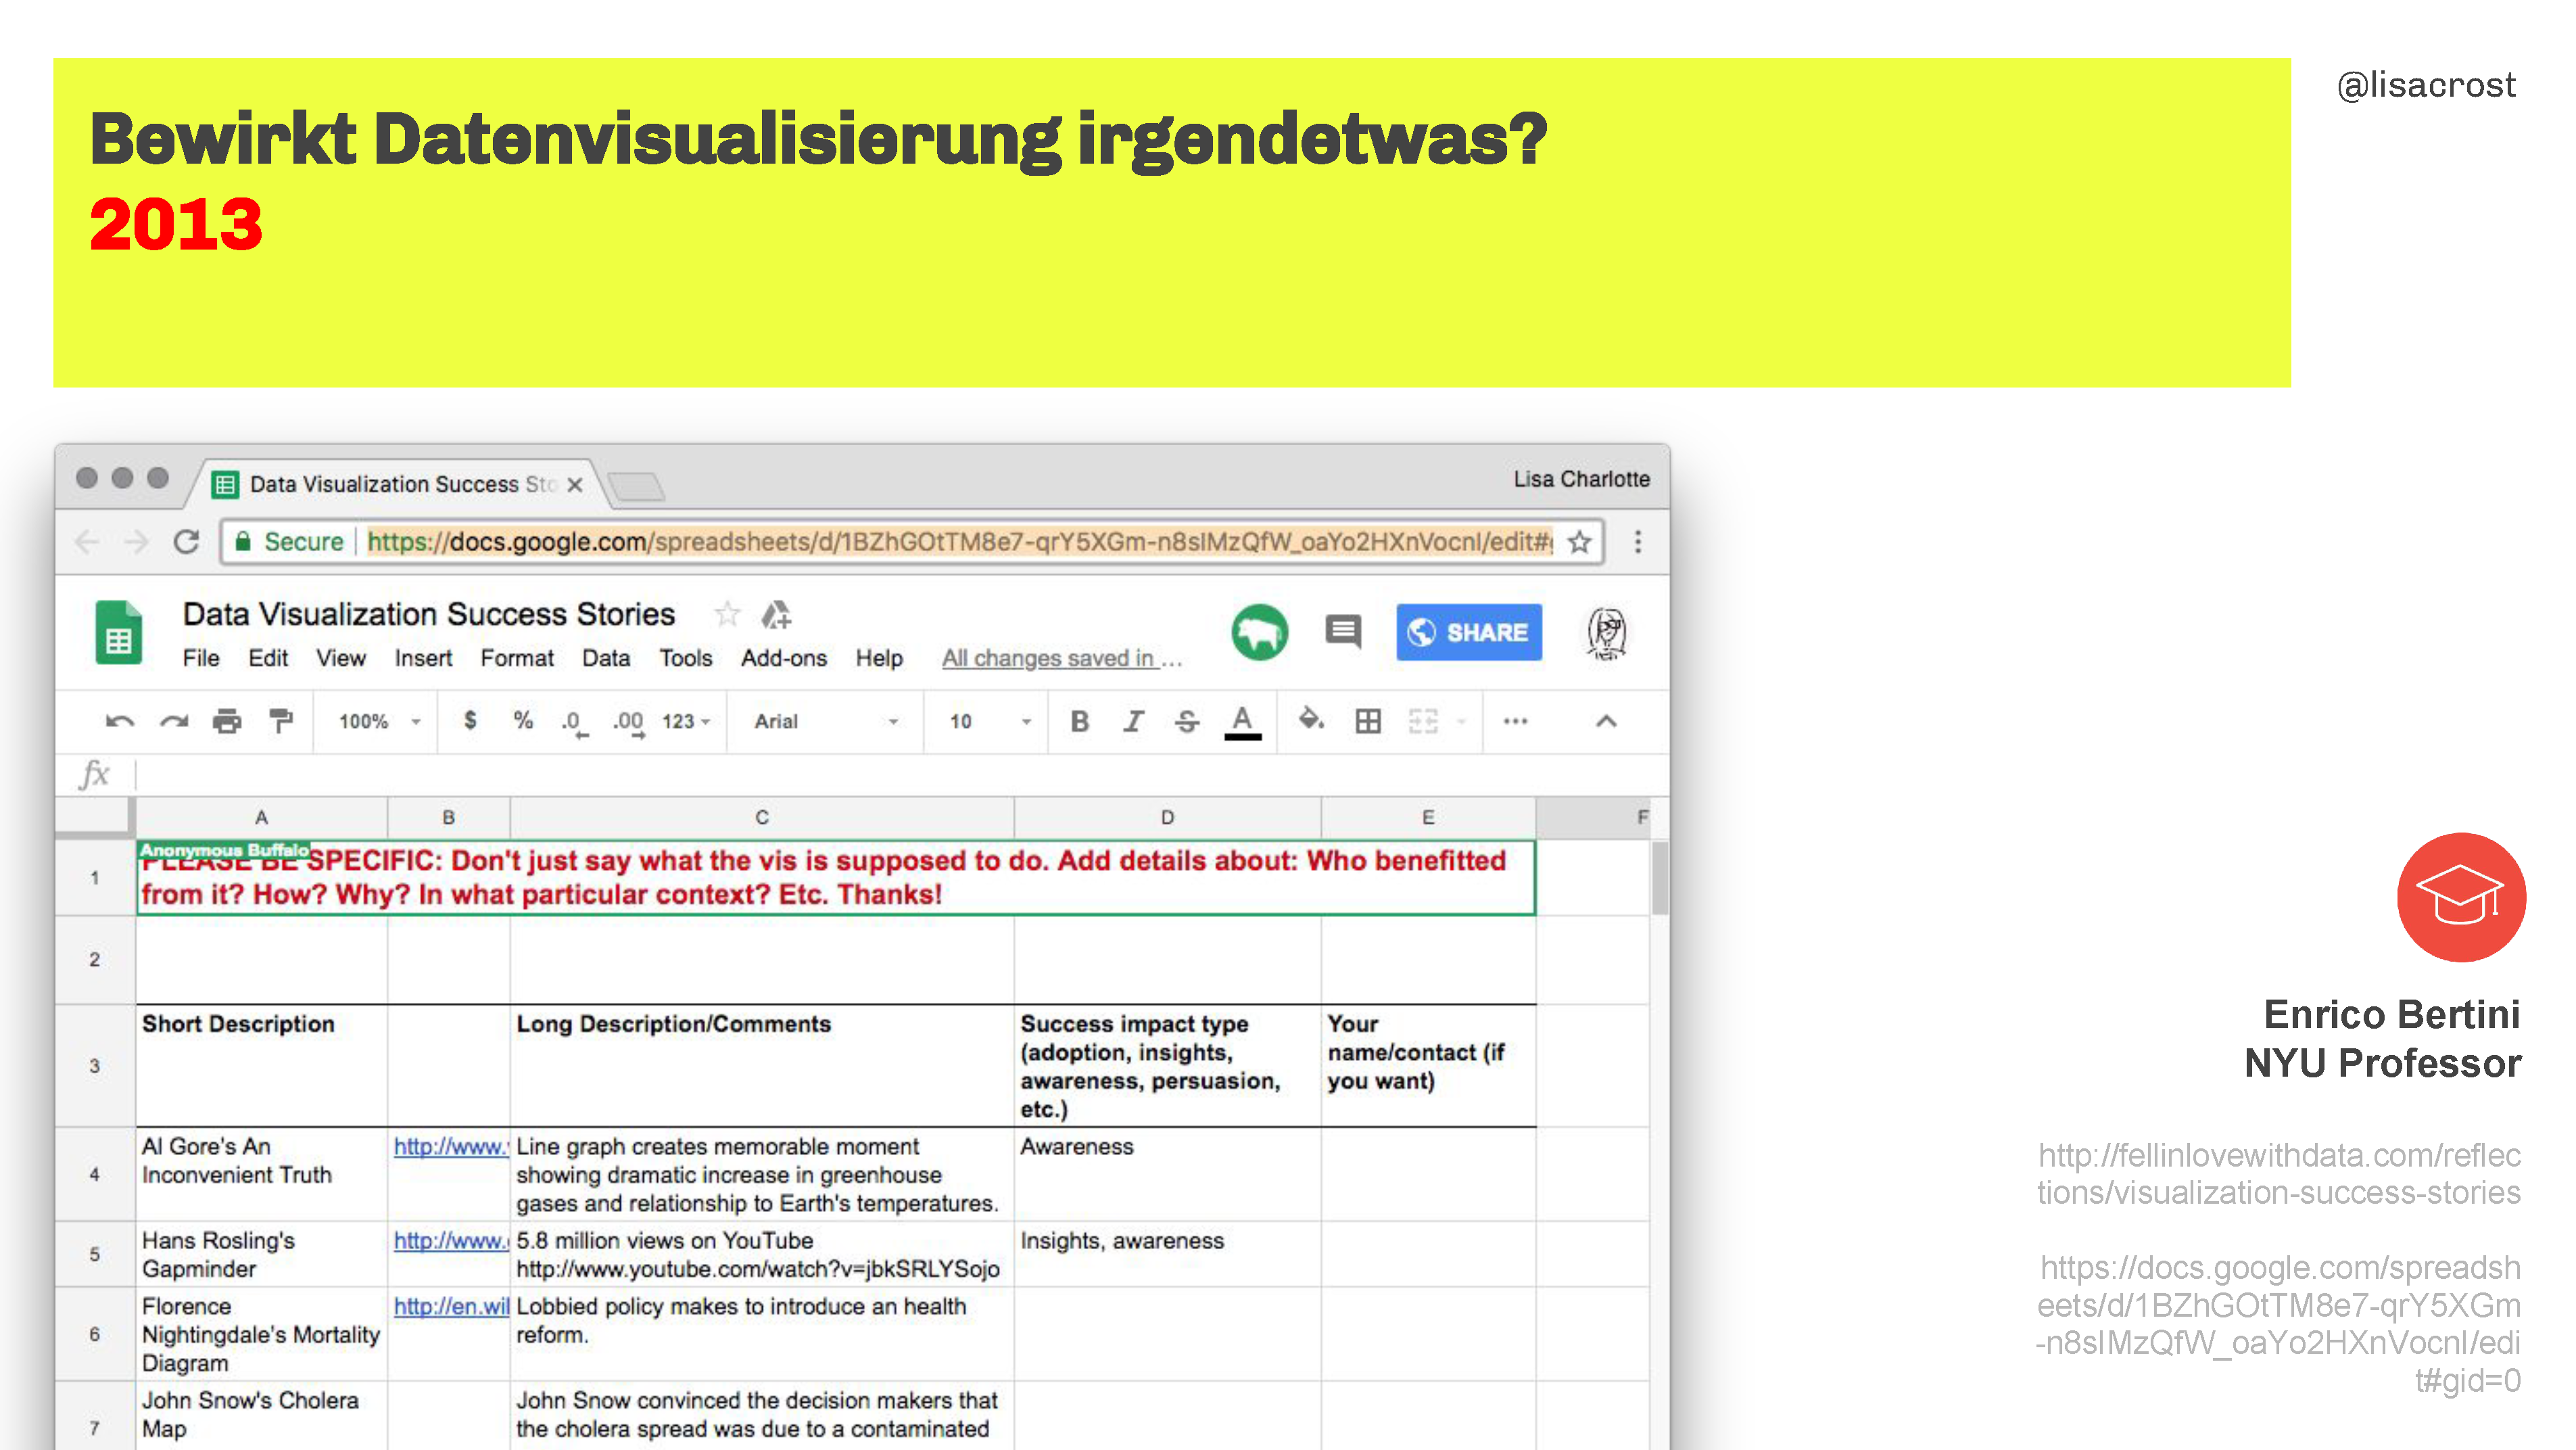 Bewirkt Datenvisualisierung irgendetwas?
2013
@lisacrost
Data Visualization Success Sto
Lisa Charlotte
Secure
https://docs.google.com/spreadsheets/d/1BZhGOtTM8e7-qrY5XGm-n8slMzQfW_oaYo2HXnVocnI/edit#
Data Visualization Success Stories
File Edit View Insert Format Data Tools Add-ons Help All changes saved in ...
SHARE
100% $ % .0 .00 123 Arial 10 B I S A ...
fx
A B C D E F
1
Anonymous Buffalo
PLEASE BE SPECIFIC: Don't just say what the vis is supposed to do. Add details about: Who benefitted
from it? How? Why? In what particular context? Etc. Thanks!
2
3
Short Description
Long Description/Comments
Success impact type
(adoption, insights,
awareness, persuasion,
etc.)
Your
name/contact (if
you want)
4
Al Gore's An
Inconvenient Truth
http://www.
Line graph creates memorable moment
showing dramatic increase in greenhouse
gases and relationship to Earth's temperatures.
Awareness
5
Hans Rosling's
Gapminder
http://www.
5.8 million views on YouTube
http://www.youtube.com/watch?v=jbkSRLYSojo
Insights, awareness
6
Florence
Nightingdale's Mortality
Diagram
http://en.wil
Lobbied policy makes to introduce an health
reform.
7
John Snow's Cholera
Map
John Snow convinced the decision makers that
the cholera spread was due to a contaminated
Enrico Bertini
NYU Professor
http://fellinlovewithdata.com/reflec
tions/visualization-success-stories
https://docs.google.com/spreadsh
eets/d/1BZhGOtTM8e7-qrY5XGm
-n8slMzQfW_oaYo2HXnVocnI/edi
t#gid=0